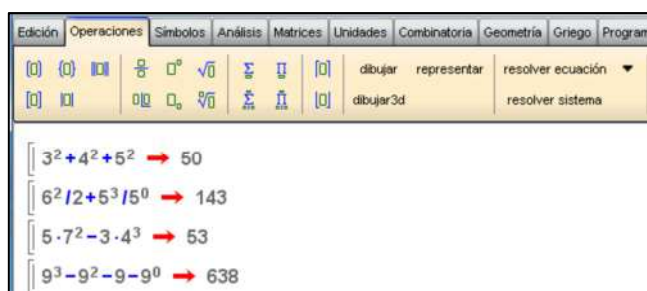 Edición Operaciones Símbolos Análisis Matrices Unidades Combinatoria Geometría Griego Program
dibujar representar resolver ecuación
dibujar3d resolver sistema
3²+4²+5² → 50
6²/2+5³/5⁰ → 143
5·7²−3·4³ → 53
9³−9²−9−9⁰ → 638